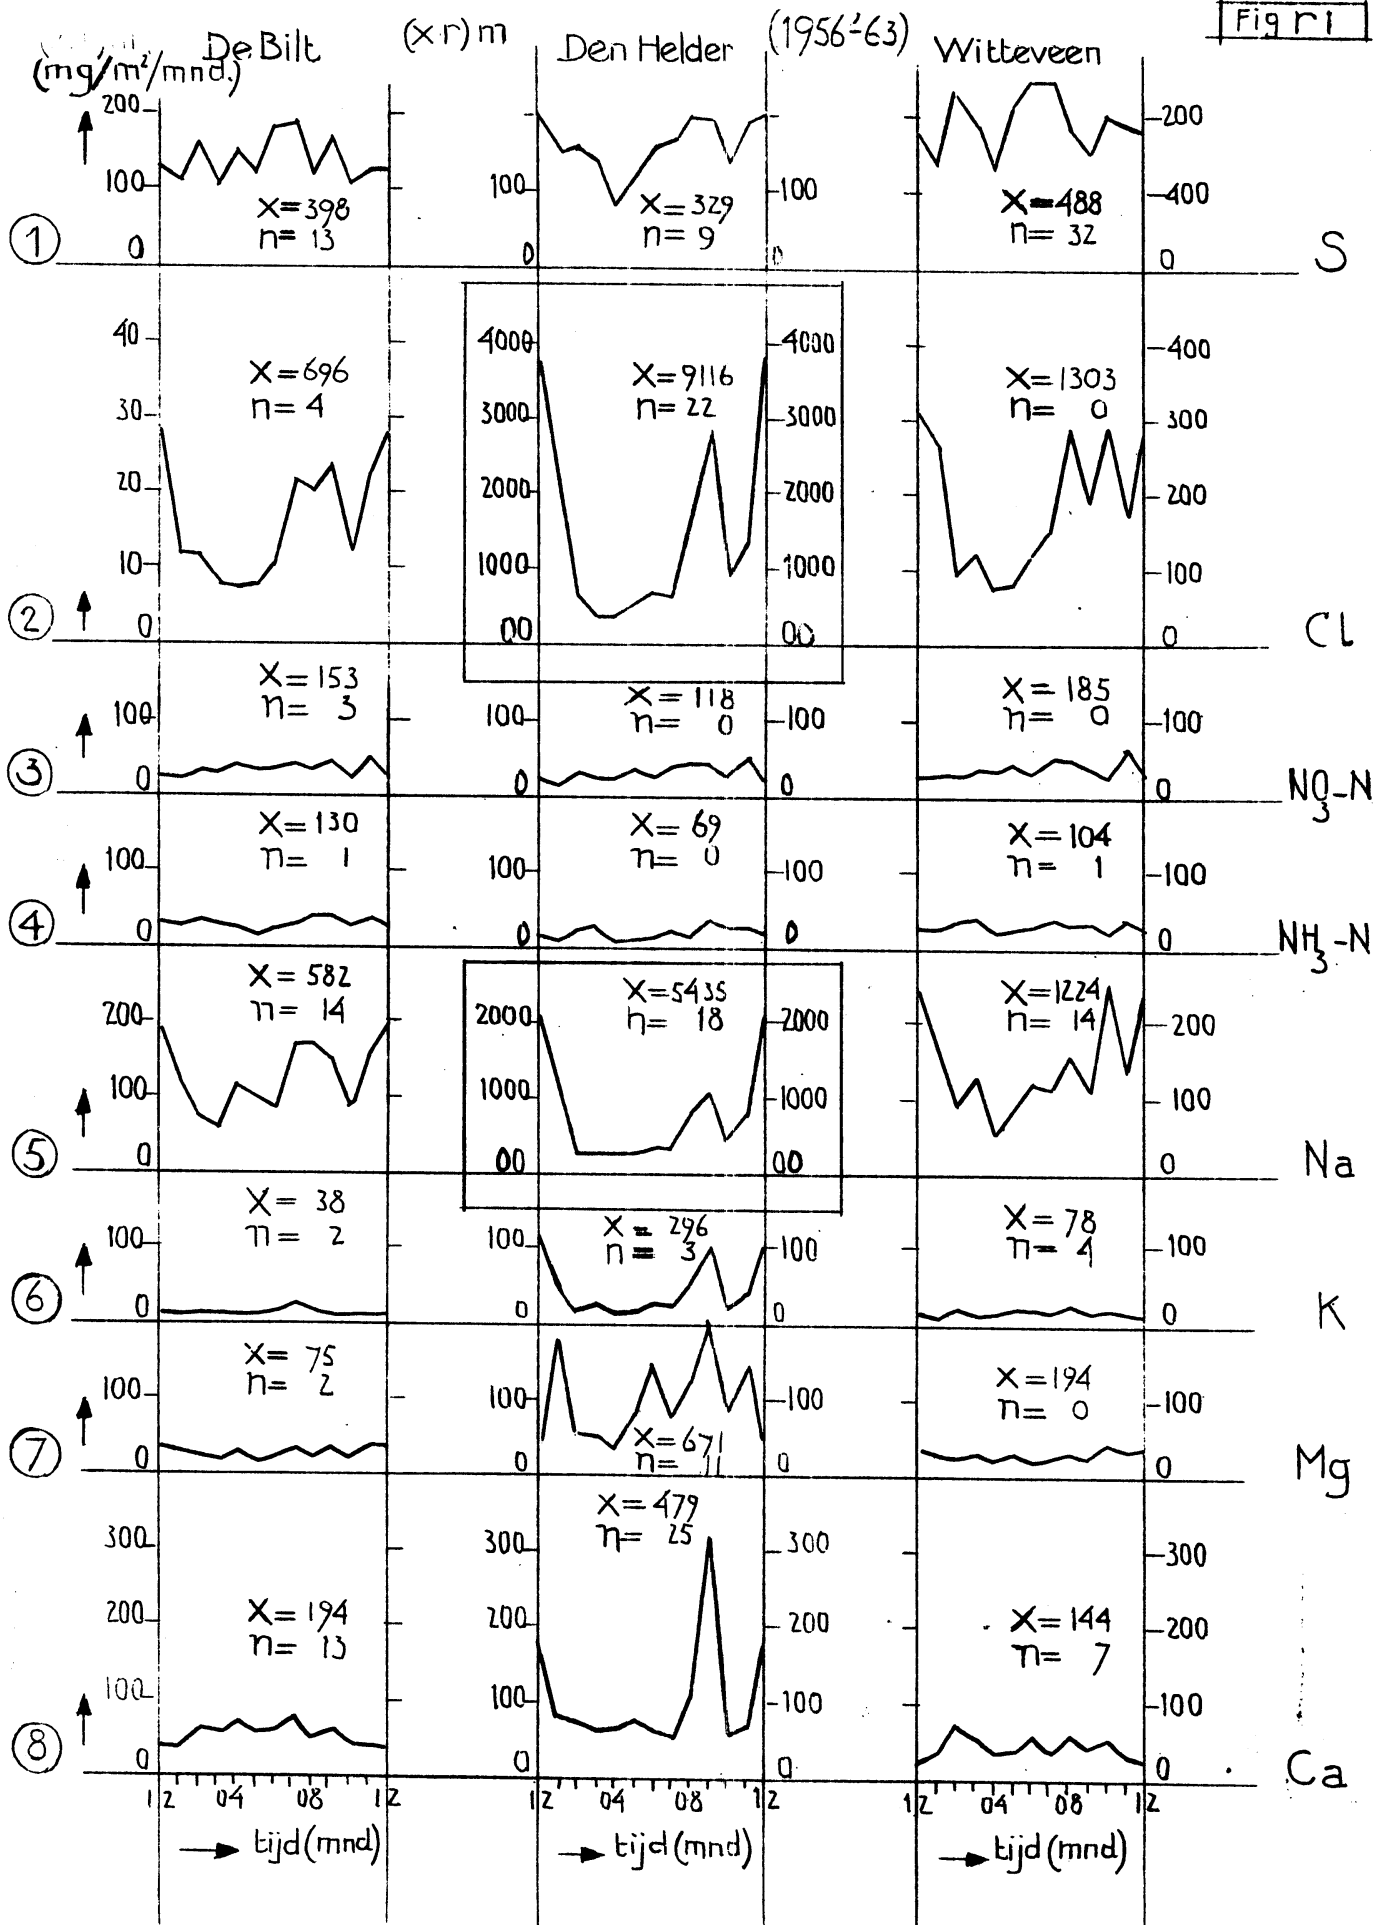 Fig r1
De Bilt (x.r)m Den Helder (1956-'63) Witteveen
(mg/m²/mnd.)
200 200
100 100 100 400
X=398 X=329 X=488
n= 13 n= 9 n= 32
1 0 0 0 0 S
40 4000 4000 400
X=696 X=9116 X=1303
n= 4 n= 22 n= 0
30 3000 3000 300
20 2000 2000 200
10 1000 1000 100
2 0 00 00 0 Cl
X= 153 X= 118 X= 185
n= 3 n= 0 n= 0
100 100 100 100
3 0 0 0 0 NO3-N
X= 130 X= 69 X= 104
n= 1 n= 0 n= 1
100 100 100 100
4 0 0 0 0 NH3-N
X= 582 X=5435 X=1224
n= 14 n= 18 n= 14
200 2000 2000 200
100 1000 1000 100
5 0 00 00 0 Na
X= 38 X= 296 X= 78
n= 2 n= 3 n= 4
100 100 100 100
6 0 0 0 0 K
X= 75 X=671 X=194
n= 2 n= 11 n= 0
100 100 100 100
7 0 0 0 0 Mg
X=194 X=479 X=144
n= 13 n= 25 n= 7
300 300 300 300
200 200 200 200
100 100 100 100
8 0 0 0 0 Ca
12 04 08 12 12 04 08 12 12 04 08 12
tijd (mnd) tijd (mnd) tijd (mnd)